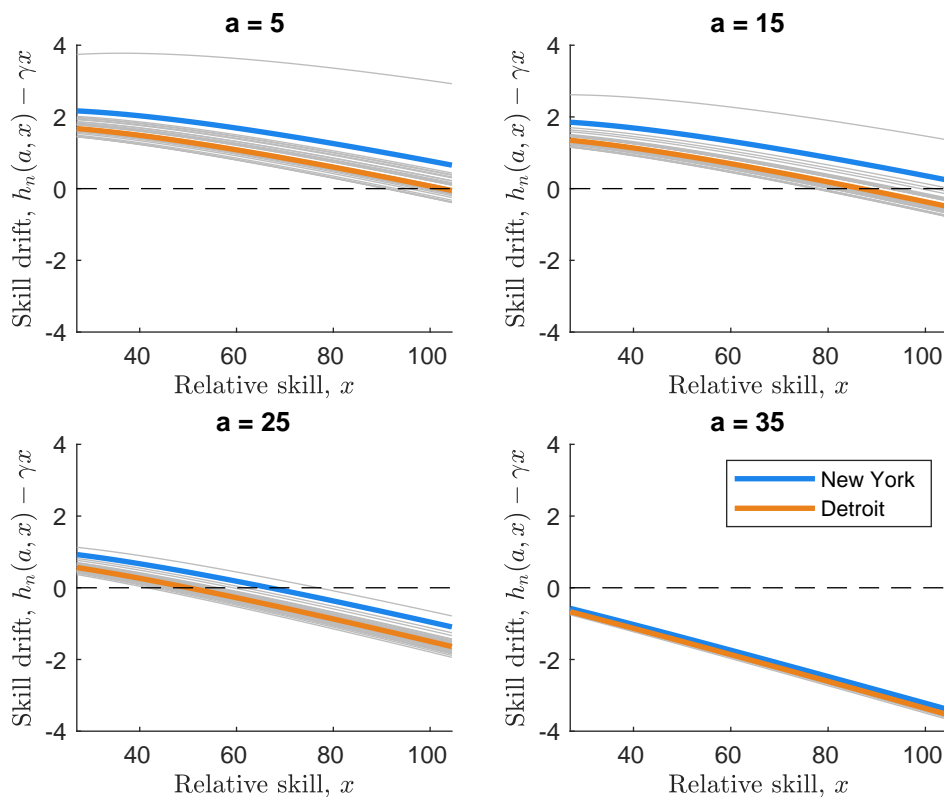 a = 5
4
2
0
-2
-4
40
60
80
100
Skill drift, h_n(a, x) − γx
Relative skill, x
a = 15
4
2
0
-2
-4
40
60
80
100
Skill drift, h_n(a, x) − γx
Relative skill, x
a = 25
4
2
0
-2
-4
40
60
80
100
Skill drift, h_n(a, x) − γx
Relative skill, x
a = 35
4
2
0
-2
-4
40
60
80
100
Skill drift, h_n(a, x) − γx
Relative skill, x
New York
Detroit